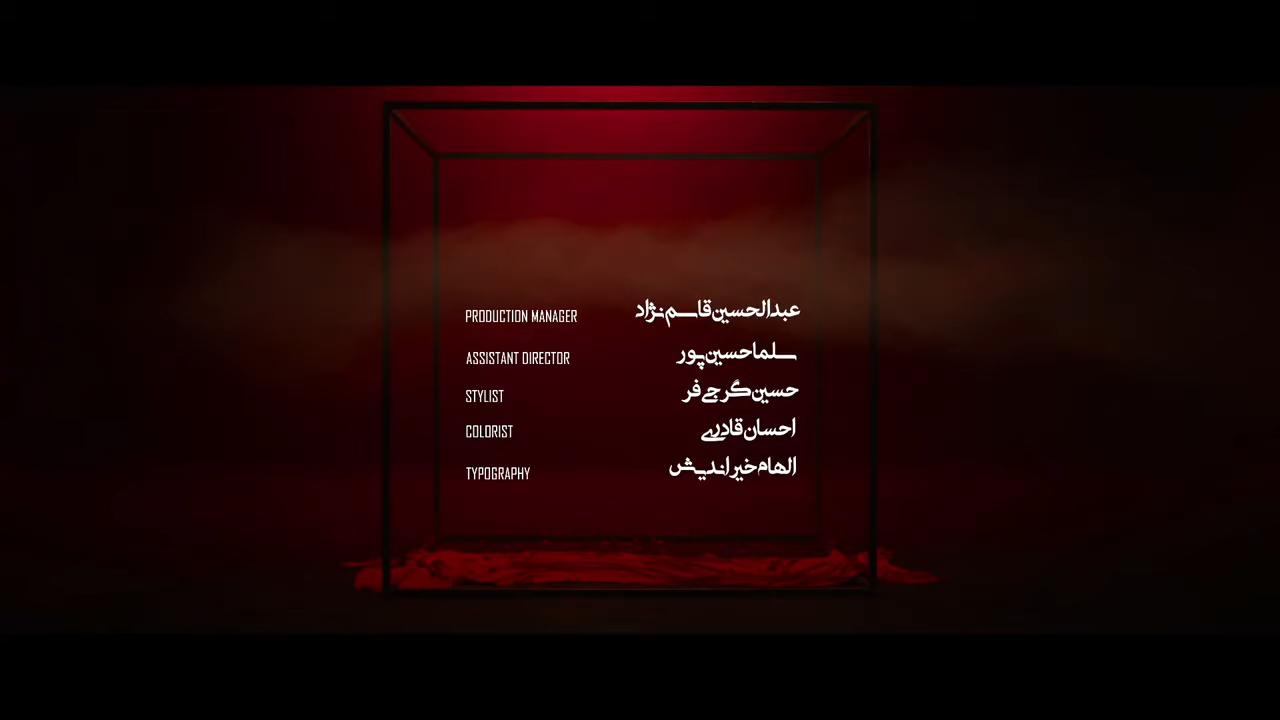 PRODUCTION MANAGER عبدالحسین قاسم نژاد
ASSISTANT DIRECTOR سلما حسین پور
STYLIST حسین گرجی فر
COLORIST احسان قادری
TYPOGRAPHY الهام خیراندیش